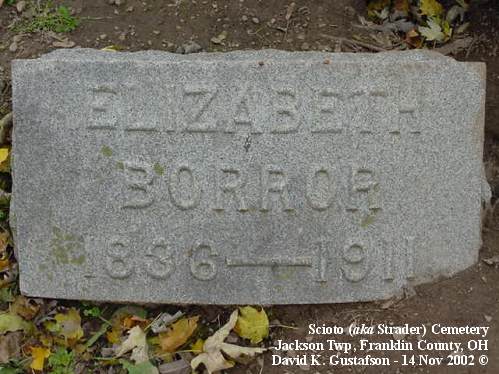 ELIZABETH
BORROR
1836—1911
Scioto (aka Strader) Cemetery
Jackson Twp, Franklin County, OH
David K. Gustafson - 14 Nov 2002 ©